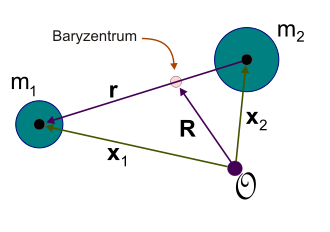 m₂
Baryzentrum
m₁
r
x₂
R
x₁
𝒪